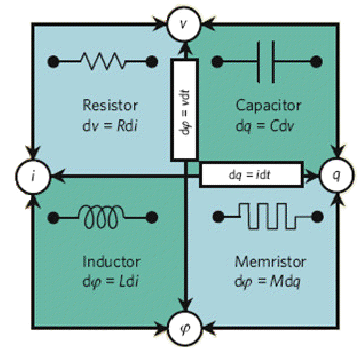 v
Resistor
dv = Rdi
dφ = vdt
Capacitor
dq = Cdv
i
dq = idt
q
Inductor
dφ = Ldi
Memristor
dφ = Mdq
φ